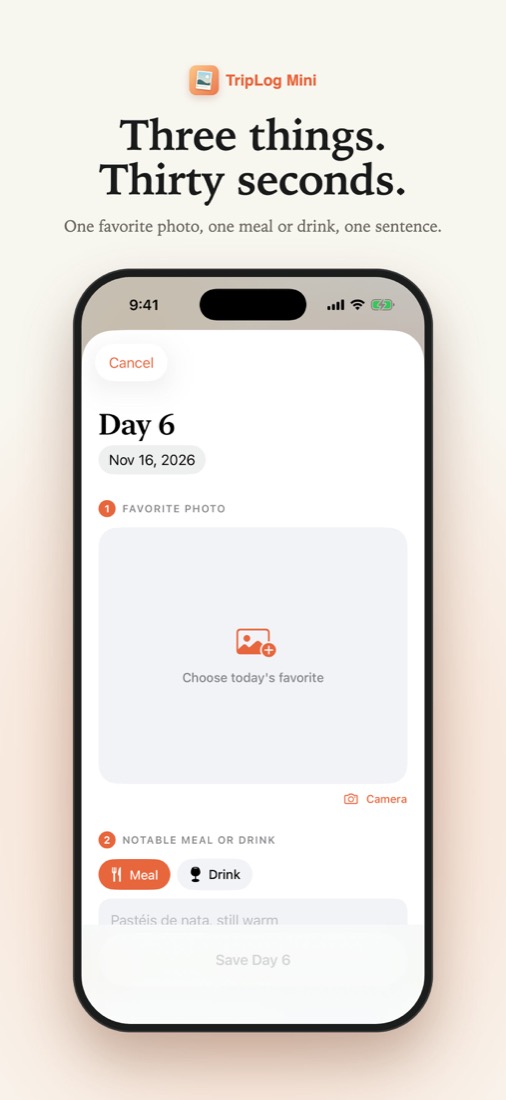 TripLog Mini
Three things.
Thirty seconds.
One favorite photo, one meal or drink, one sentence.
9:41
Cancel
Day 6
Nov 16, 2026
1 FAVORITE PHOTO
Choose today's favorite
Camera
2 NOTABLE MEAL OR DRINK
Meal Drink
Pastéis de nata, still warm
Save Day 6